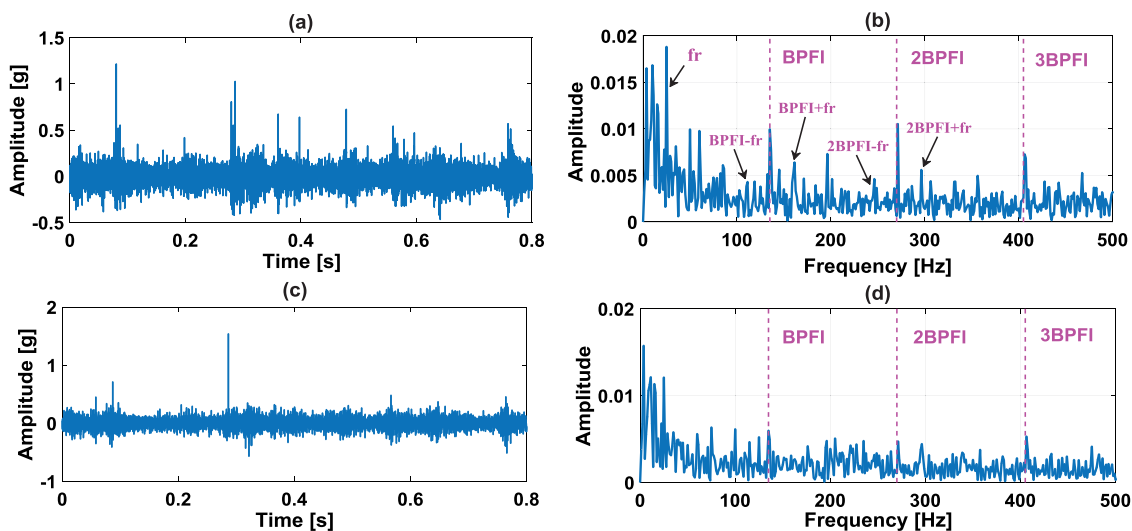 (a)
1.5
1
0.5
0
-0.5
Amplitude [g]
0
0.2
0.4
0.6
0.8
Time [s]
(b)
0.02
0.015
0.01
0.005
0
Amplitude
fr
BPFI
2BPFI
3BPFI
BPFI-fr
BPFI+fr
2BPFI-fr
2BPFI+fr
0
100
200
300
400
500
Frequency [Hz]
(c)
2
1
0
-1
Amplitude [g]
0
0.2
0.4
0.6
0.8
Time [s]
(d)
0.02
0.01
0
Amplitude
BPFI
2BPFI
3BPFI
0
100
200
300
400
500
Frequency [Hz]